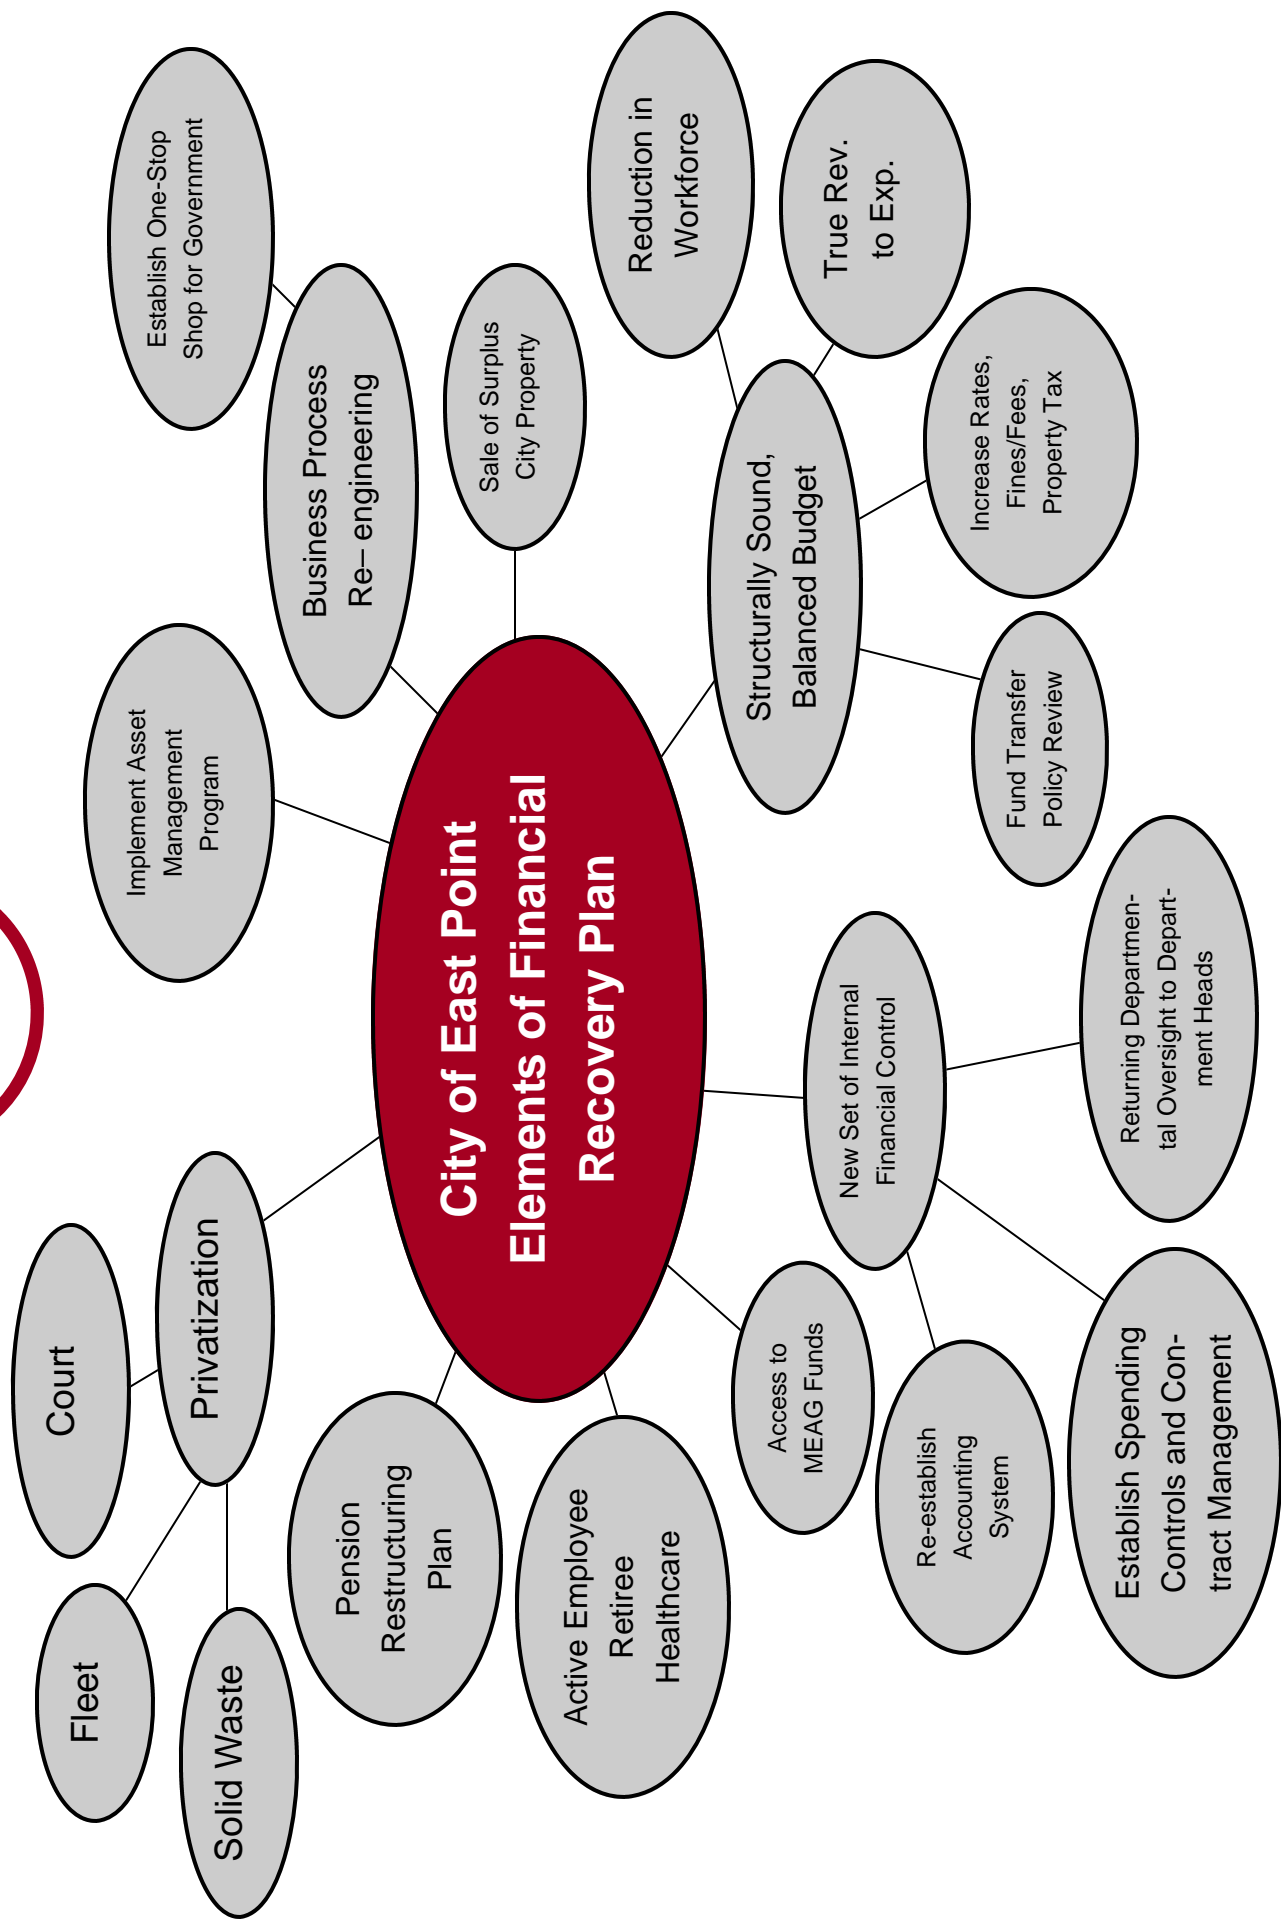 Court
Fleet
Solid Waste
Privatization
Implement Asset
Management
Program
Establish One-Stop
Shop for Government
Business Process
Re– engineering
Sale of Surplus
City Property
Pension
Restructuring
Plan
City of East Point
Elements of Financial
Recovery Plan
Active Employee
Retiree
Healthcare
Access to
MEAG Funds
Structurally Sound,
Balanced Budget
Reduction in
Workforce
True Rev.
to Exp.
Increase Rates,
Fines/Fees,
Property Tax
Fund Transfer
Policy Review
New Set of Internal
Financial Control
Re-establish
Accounting
System
Establish Spending
Controls and Con-
tract Management
Returning Departmen-
tal Oversight to Depart-
ment Heads